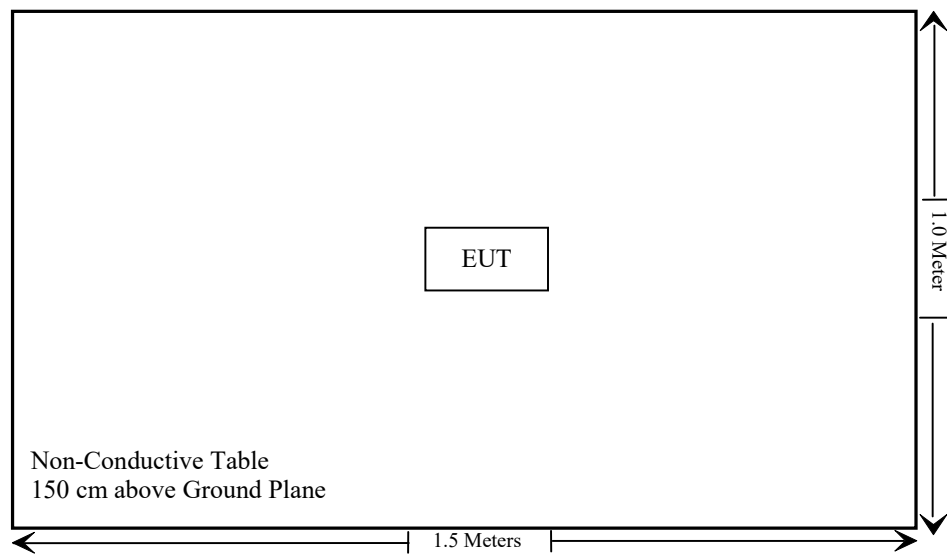 EUT
1.0 Meter
Non-Conductive Table
150 cm above Ground Plane
1.5 Meters